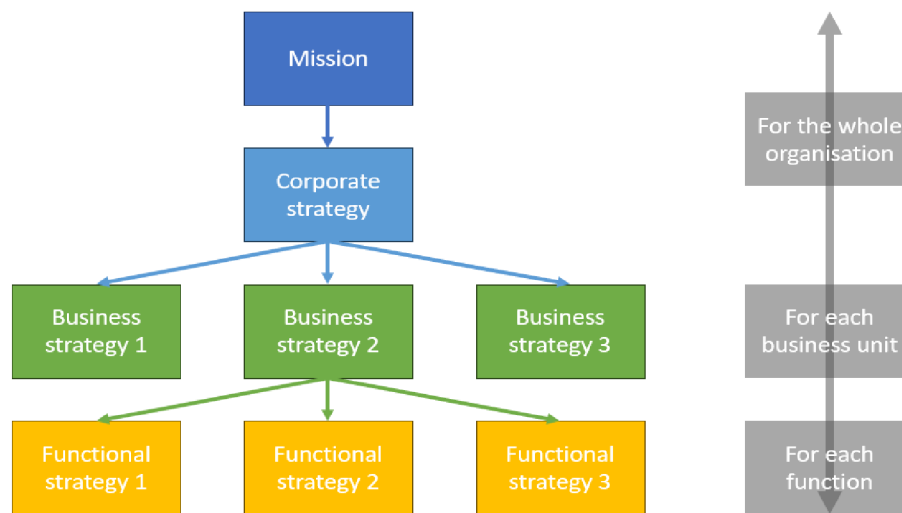 Mission
For the whole
organisation
Corporate
strategy
Business
strategy 1
Business
strategy 2
Business
strategy 3
For each
business unit
Functional
strategy 1
Functional
strategy 2
Functional
strategy 3
For each
function